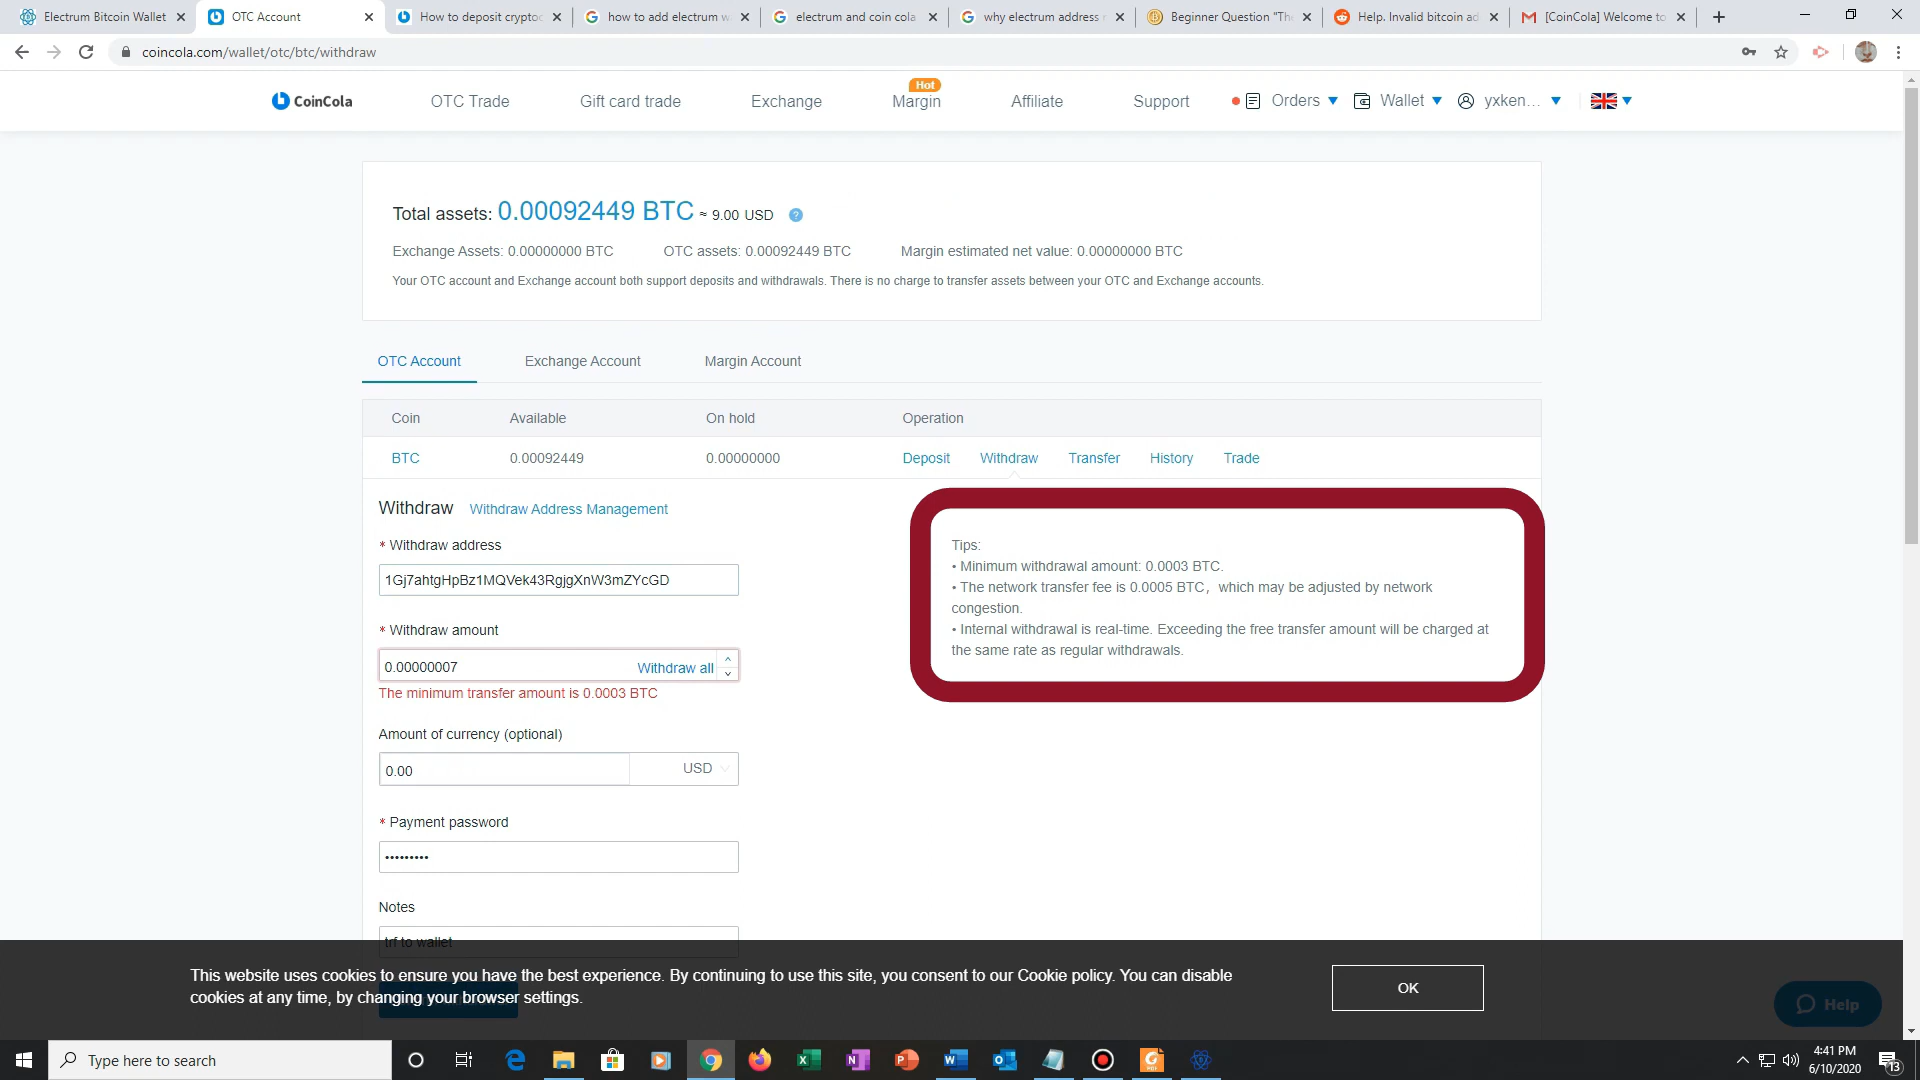 Electrum Bitcoin Wallet
OTC Account
How to deposit cryptoc
how to add electrum w
electrum and coin cola
why electrum address
Beginner Question "The
Help. Invalid bitcoin ad
[CoinCola] Welcome to
coincola.com/wallet/otc/btc/withdraw
Hot
CoinCola
OTC Trade
Gift card trade
Exchange
Margin
Affiliate
Support
Orders
Wallet
yxken...
Total assets: 0.00092449 BTC ≈ 9.00 USD ?
Exchange Assets: 0.00000000 BTC
OTC assets: 0.00092449 BTC
Margin estimated net value: 0.00000000 BTC
Your OTC account and Exchange account both support deposits and withdrawals. There is no charge to transfer assets between your OTC and Exchange accounts.
OTC Account
Exchange Account
Margin Account
Coin Available On hold Operation
BTC 0.00092449 0.00000000 Deposit Withdraw Transfer History Trade
Withdraw Withdraw Address Management
* Withdraw address
1Gj7ahtgHpBz1MQVek43RgjgXnW3mZYcGD
* Withdraw amount
0.00000007 Withdraw all
The minimum transfer amount is 0.0003 BTC
Amount of currency (optional)
0.00 USD
* Payment password
•••••••••
Notes
trf to wallet
Tips:
• Minimum withdrawal amount: 0.0003 BTC.
• The network transfer fee is 0.0005 BTC，which may be adjusted by network
congestion.
• Internal withdrawal is real-time. Exceeding the free transfer amount will be charged at
the same rate as regular withdrawals.
This website uses cookies to ensure you have the best experience. By continuing to use this site, you consent to our Cookie policy. You can disable
cookies at any time, by changing your browser settings.
OK
Help
Type here to search
4:41 PM
6/10/2020
13